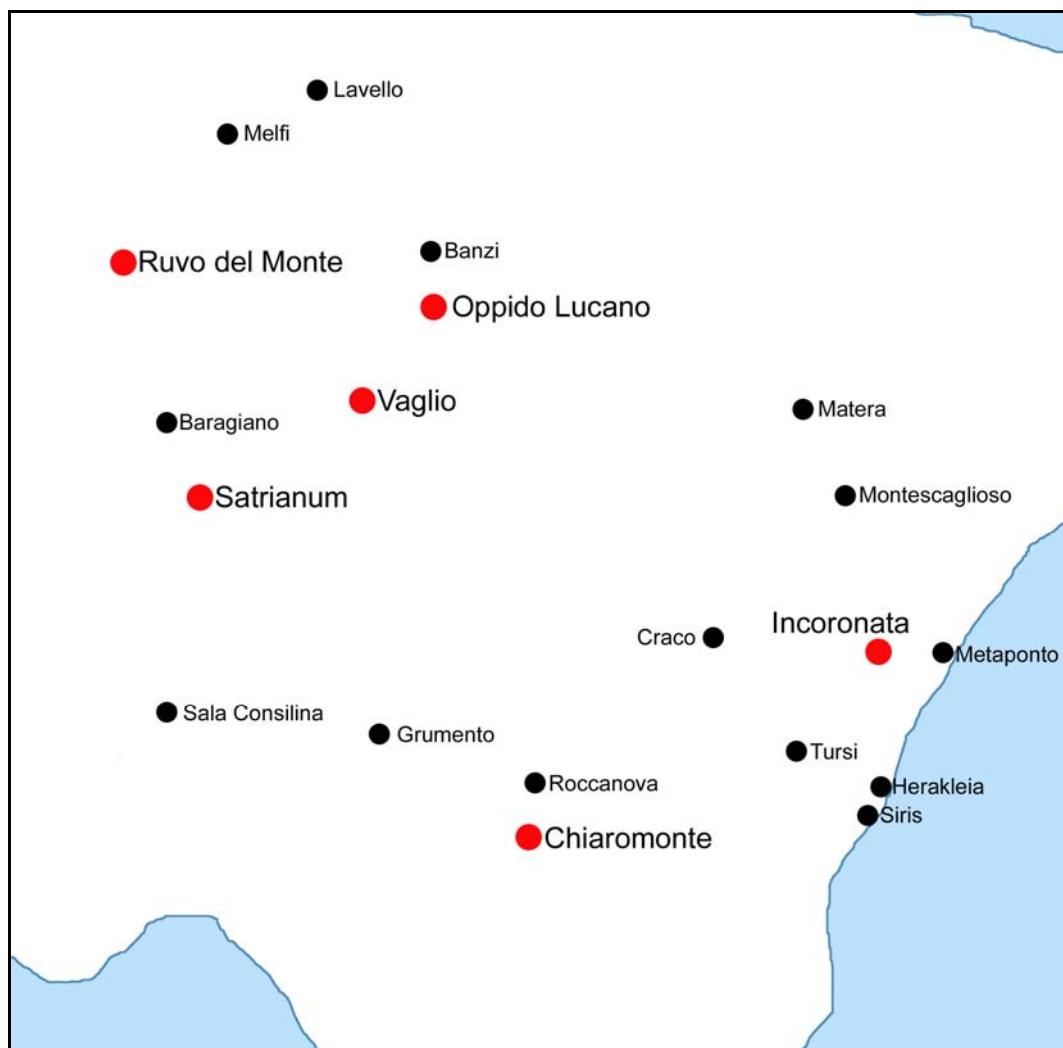 Lavello
Melfi
Banzi
Ruvo del Monte
Oppido Lucano
Vaglio
Matera
Baragiano
Satrianum
Montescaglioso
Incoronata
Craco
Metaponto
Sala Consilina
Grumento
Tursi
Roccanova
Herakleia
Siris
Chiaromonte